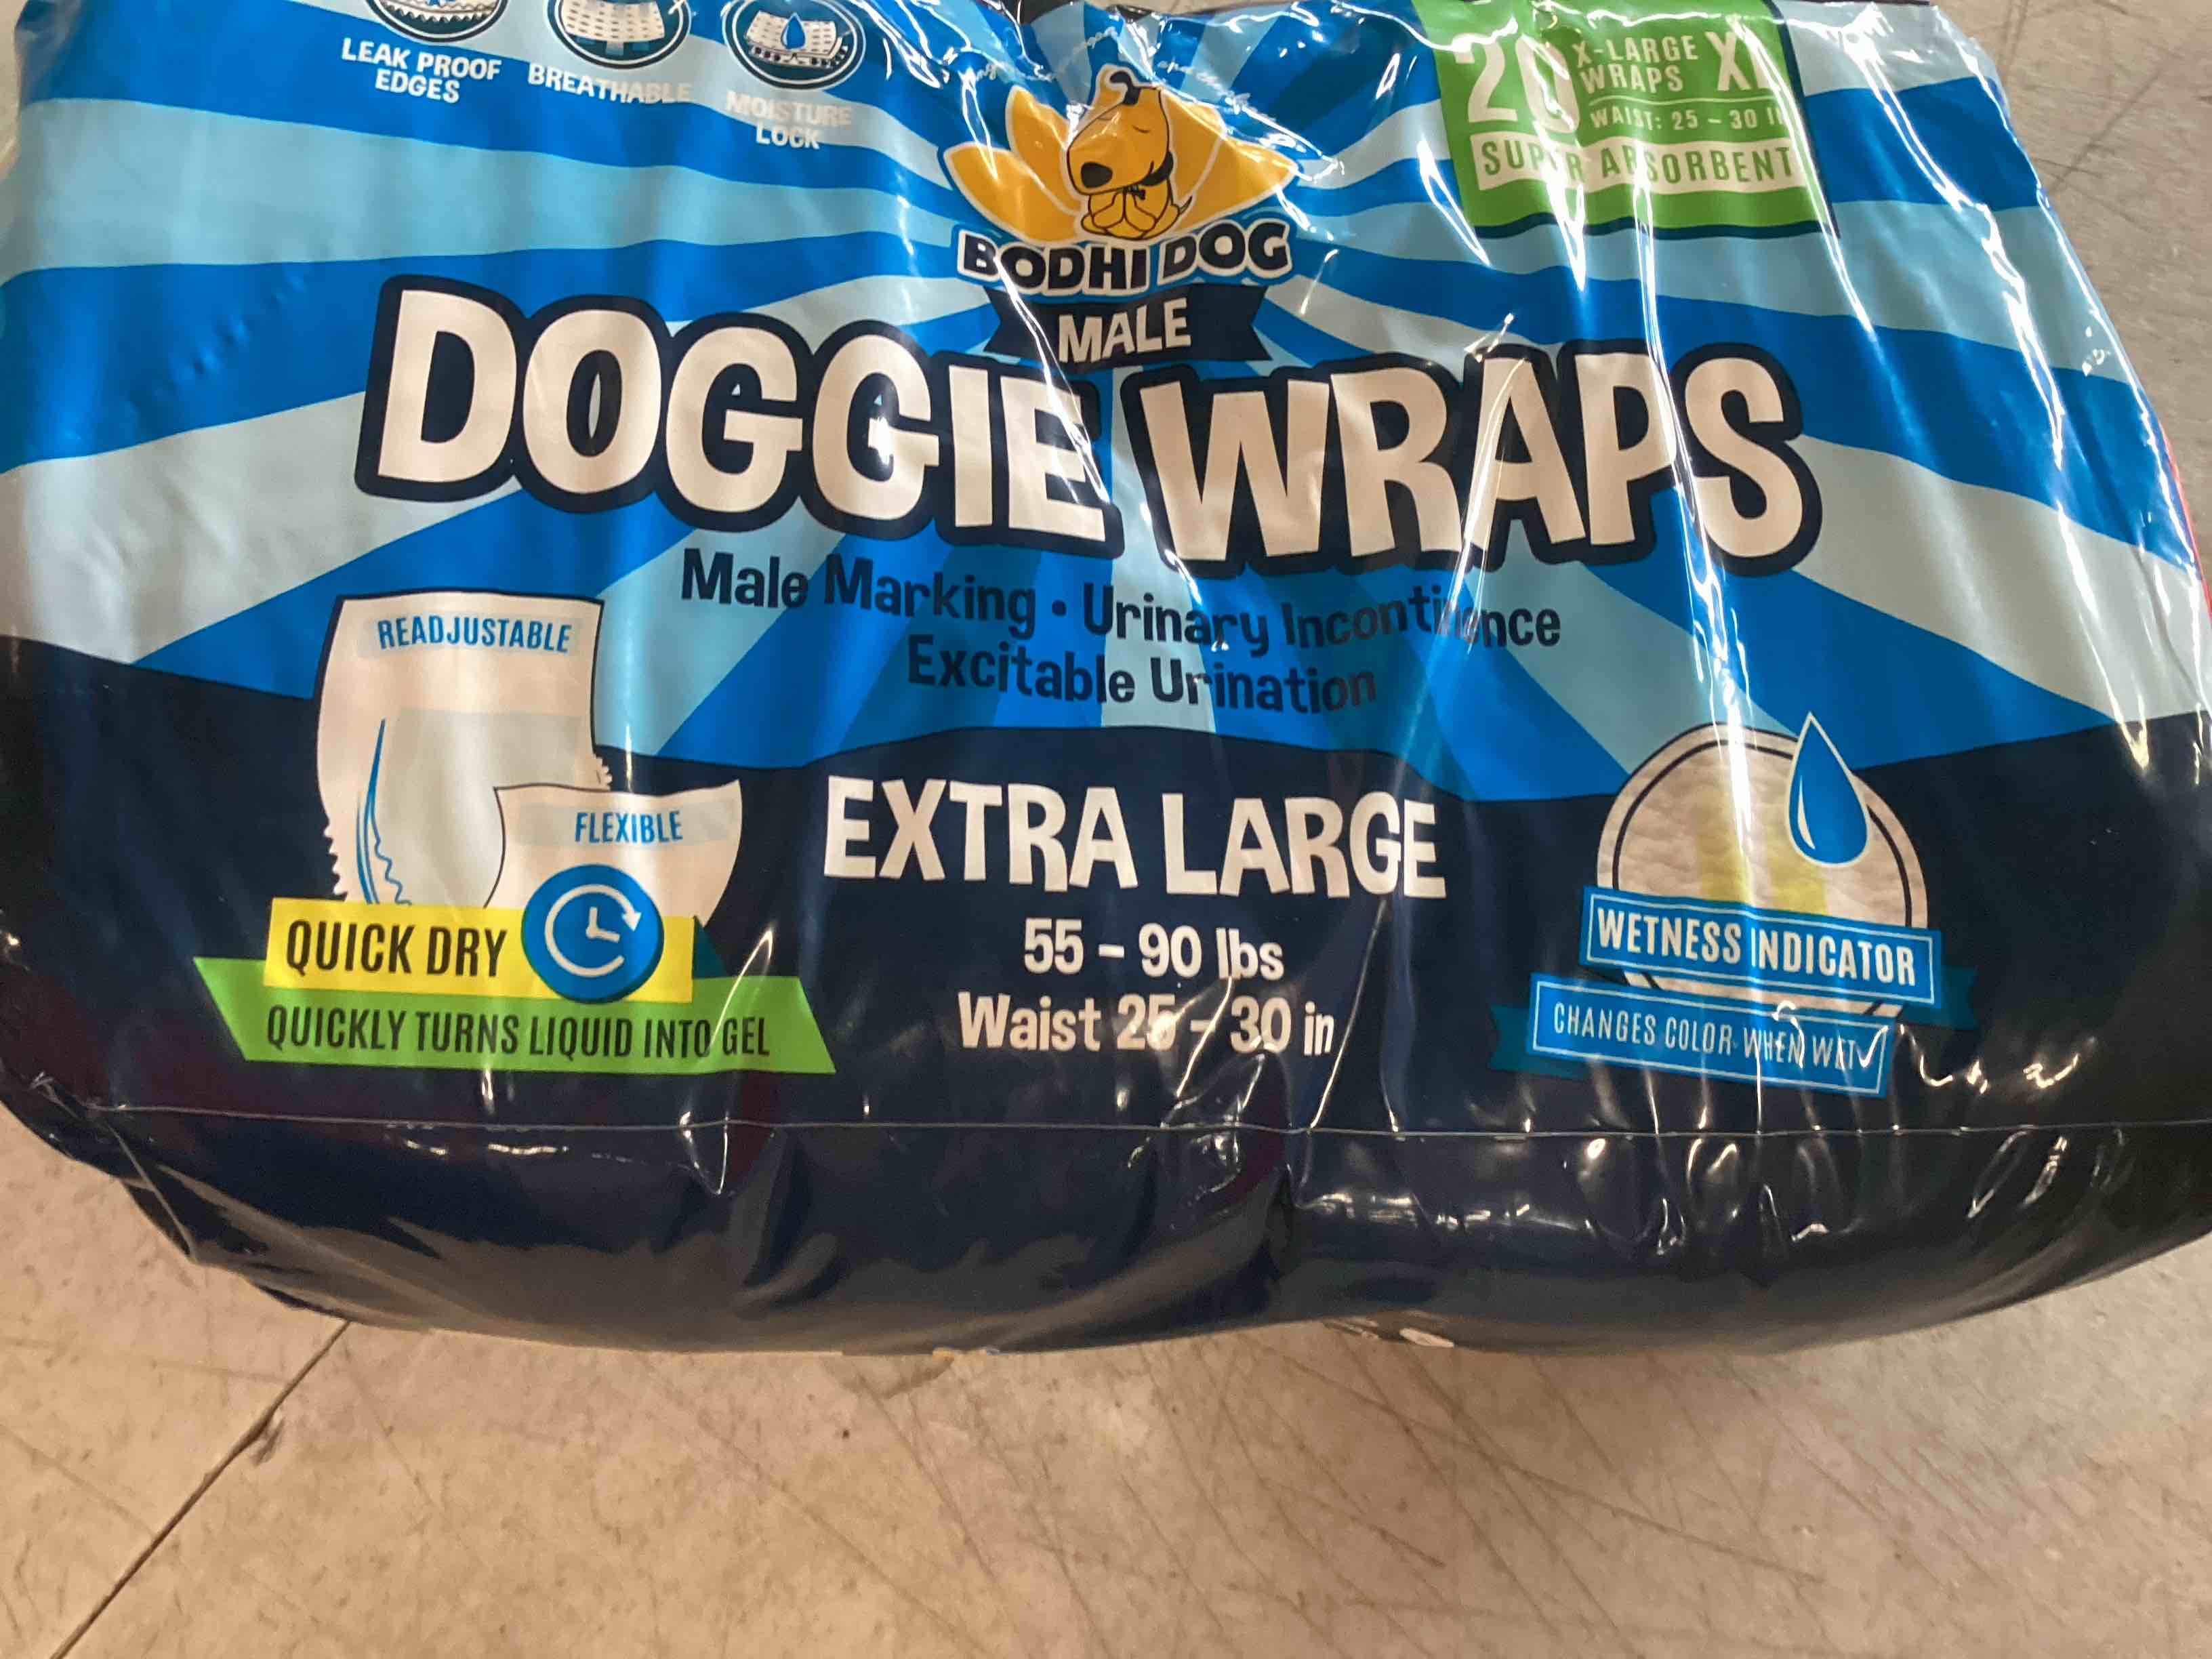 LEAK PROOF
EDGES
BREATHABLE
MOISTURE
LOCK
20 X-LARGE
WRAPS XL
WAIST: 25 - 30 IN
SUPER ABSORBENT
BODHI DOG
MALE
DOGGIE WRAPS
Male Marking • Urinary Incontinence
Excitable Urination
READJUSTABLE
FLEXIBLE
QUICK DRY
QUICKLY TURNS LIQUID INTO GEL
EXTRA LARGE
55 - 90 lbs
Waist 25 - 30 in
WETNESS INDICATOR
CHANGES COLOR WHEN WET